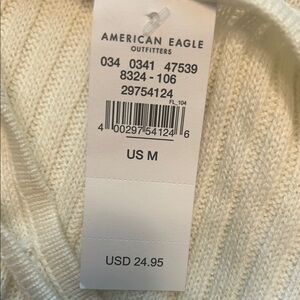 AMERICAN EAGLE
OUTFITTERS
034 0341 47539
8324 - 106
29754124
FL_104
4 00297 54124 6
US M
USD 24.95